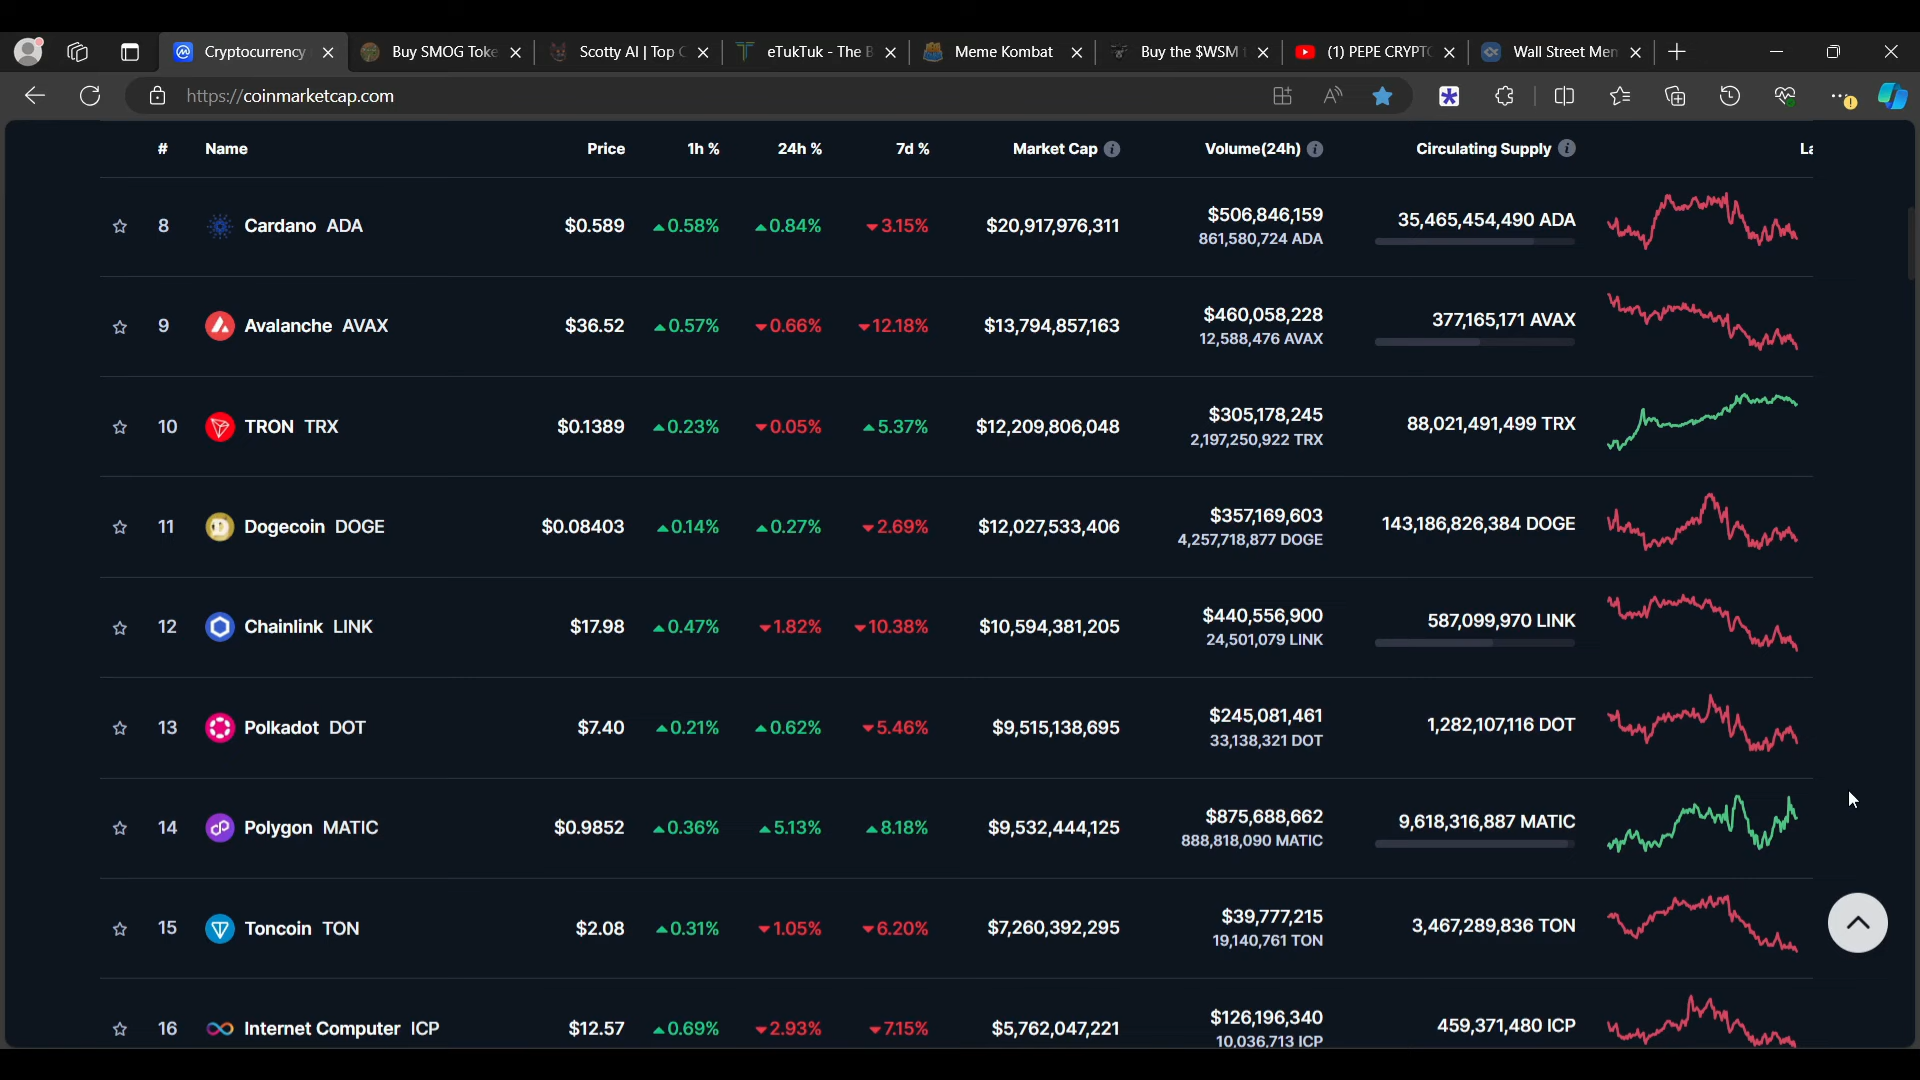 Cryptocurrency
Buy SMOG Toke
Scotty AI | Top C
eTukTuk - The B
Meme Kombat
Buy the $WSM
(1) PEPE CRYPT
Wall Street Mem
https://coinmarketcap.com
# Name Price 1h % 24h % 7d % Market Cap Volume(24h) Circulating Supply La
8 Cardano ADA $0.589 0.58% 0.84% 3.15% $20,917,976,311 $506,846,159 35,465,454,490 ADA
861,580,724 ADA
9 Avalanche AVAX $36.52 0.57% 0.66% 12.18% $13,794,857,163 $460,058,228 377,165,171 AVAX
12,588,476 AVAX
10 TRON TRX $0.1389 0.23% 0.05% 5.37% $12,209,806,048 $305,178,245 88,021,491,499 TRX
2,197,250,922 TRX
11 Dogecoin DOGE $0.08403 0.14% 0.27% 2.69% $12,027,533,406 $357,169,603 143,186,826,384 DOGE
4,257,718,877 DOGE
12 Chainlink LINK $17.98 0.47% 1.82% 10.38% $10,594,381,205 $440,556,900 587,099,970 LINK
24,501,079 LINK
13 Polkadot DOT $7.40 0.21% 0.62% 5.46% $9,515,138,695 $245,081,461 1,282,107,116 DOT
33,138,321 DOT
14 Polygon MATIC $0.9852 0.36% 5.13% 8.18% $9,532,444,125 $875,688,662 9,618,316,887 MATIC
888,818,090 MATIC
15 Toncoin TON $2.08 0.31% 1.05% 6.20% $7,260,392,295 $39,777,215 3,467,289,836 TON
19,140,761 TON
16 Internet Computer ICP $12.57 0.69% 2.93% 7.15% $5,762,047,221 $126,196,340 459,371,480 ICP
10,036,713 ICP